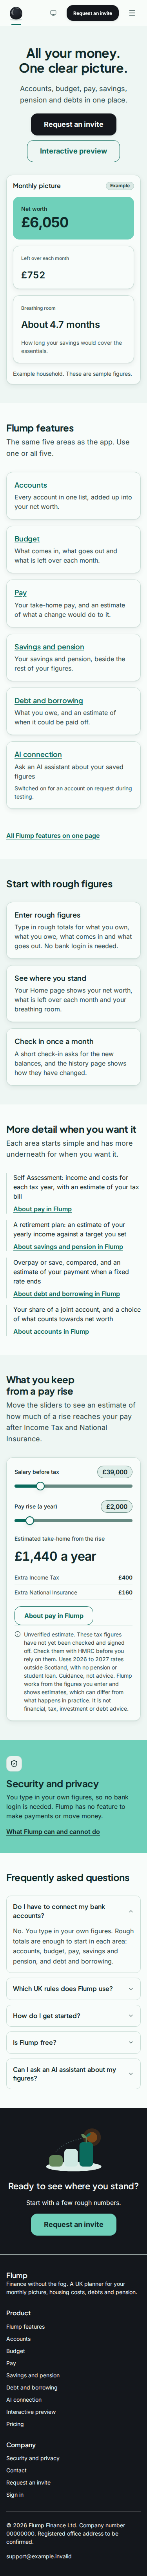 Request an invite
All your money.
One clear picture.
Accounts, budget, pay, savings,
pension and debts in one place.
Request an invite
Interactive preview
Monthly picture
Example
Net worth
£6,050
Left over each month
£752
Breathing room
About 4.7 months
How long your savings would cover the
essentials.
Example household. These are sample figures.
Flump features
The same five areas as the app. Use
one or all five.
Accounts
Every account in one list, added up into
your net worth.
Budget
What comes in, what goes out and
what is left over each month.
Pay
Your take-home pay, and an estimate
of what a change would do to it.
Savings and pension
Your savings and pension, beside the
rest of your figures.
Debt and borrowing
What you owe, and an estimate of
when it could be paid off.
AI connection
Ask an AI assistant about your saved
figures
Switched on for an account on request during
testing.
All Flump features on one page
Start with rough figures
Enter rough figures
Type in rough totals for what you own,
what you owe, what comes in and what
goes out. No bank login is needed.
See where you stand
Your Home page shows your net worth,
what is left over each month and your
breathing room.
Check in once a month
A short check-in asks for the new
balances, and the history page shows
how they have changed.
More detail when you want it
Each area starts simple and has more
underneath for when you want it.
Self Assessment: income and costs for
each tax year, with an estimate of your tax
bill
About pay in Flump
A retirement plan: an estimate of your
yearly income against a target you set
About savings and pension in Flump
Overpay or save, compared, and an
estimate of your payment when a fixed
rate ends
About debt and borrowing in Flump
Your share of a joint account, and a choice
of what counts towards net worth
About accounts in Flump
What you keep
from a pay rise
Move the sliders to see an estimate of
how much of a rise reaches your pay
after Income Tax and National
Insurance.
Salary before tax
£39,000
Pay rise (a year)
£2,000
Estimated take-home from the rise
£1,440 a year
Extra Income Tax
£400
Extra National Insurance
£160
About pay in Flump
Unverified estimate. These tax figures
have not yet been checked and signed
off. Check them with HMRC before you
rely on them. Uses 2026 to 2027 rates
outside Scotland, with no pension or
student loan. Guidance, not advice. Flump
works from the figures you enter and
shows estimates, which can differ from
what happens in practice. It is not
financial, tax, investment or debt advice.
Security and privacy
You type in your own figures, so no bank
login is needed. Flump has no feature to
make payments or move money.
What Flump can and cannot do
Frequently asked questions
Do I have to connect my bank
accounts?
No. You type in your own figures. Rough
totals are enough to start in each area:
accounts, budget, pay, savings and
pension, and debt and borrowing.
Which UK rules does Flump use?
How do I get started?
Is Flump free?
Can I ask an AI assistant about my
figures?
Ready to see where you stand?
Start with a few rough numbers.
Request an invite
Flump
Finance without the fog. A UK planner for your
monthly picture, housing costs, debts and pension.
Product
Flump features
Accounts
Budget
Pay
Savings and pension
Debt and borrowing
AI connection
Interactive preview
Pricing
Company
Security and privacy
Contact
Request an invite
Sign in
© 2026 Flump Finance Ltd. Company number
00000000. Registered office address to be
confirmed.
support@example.invalid